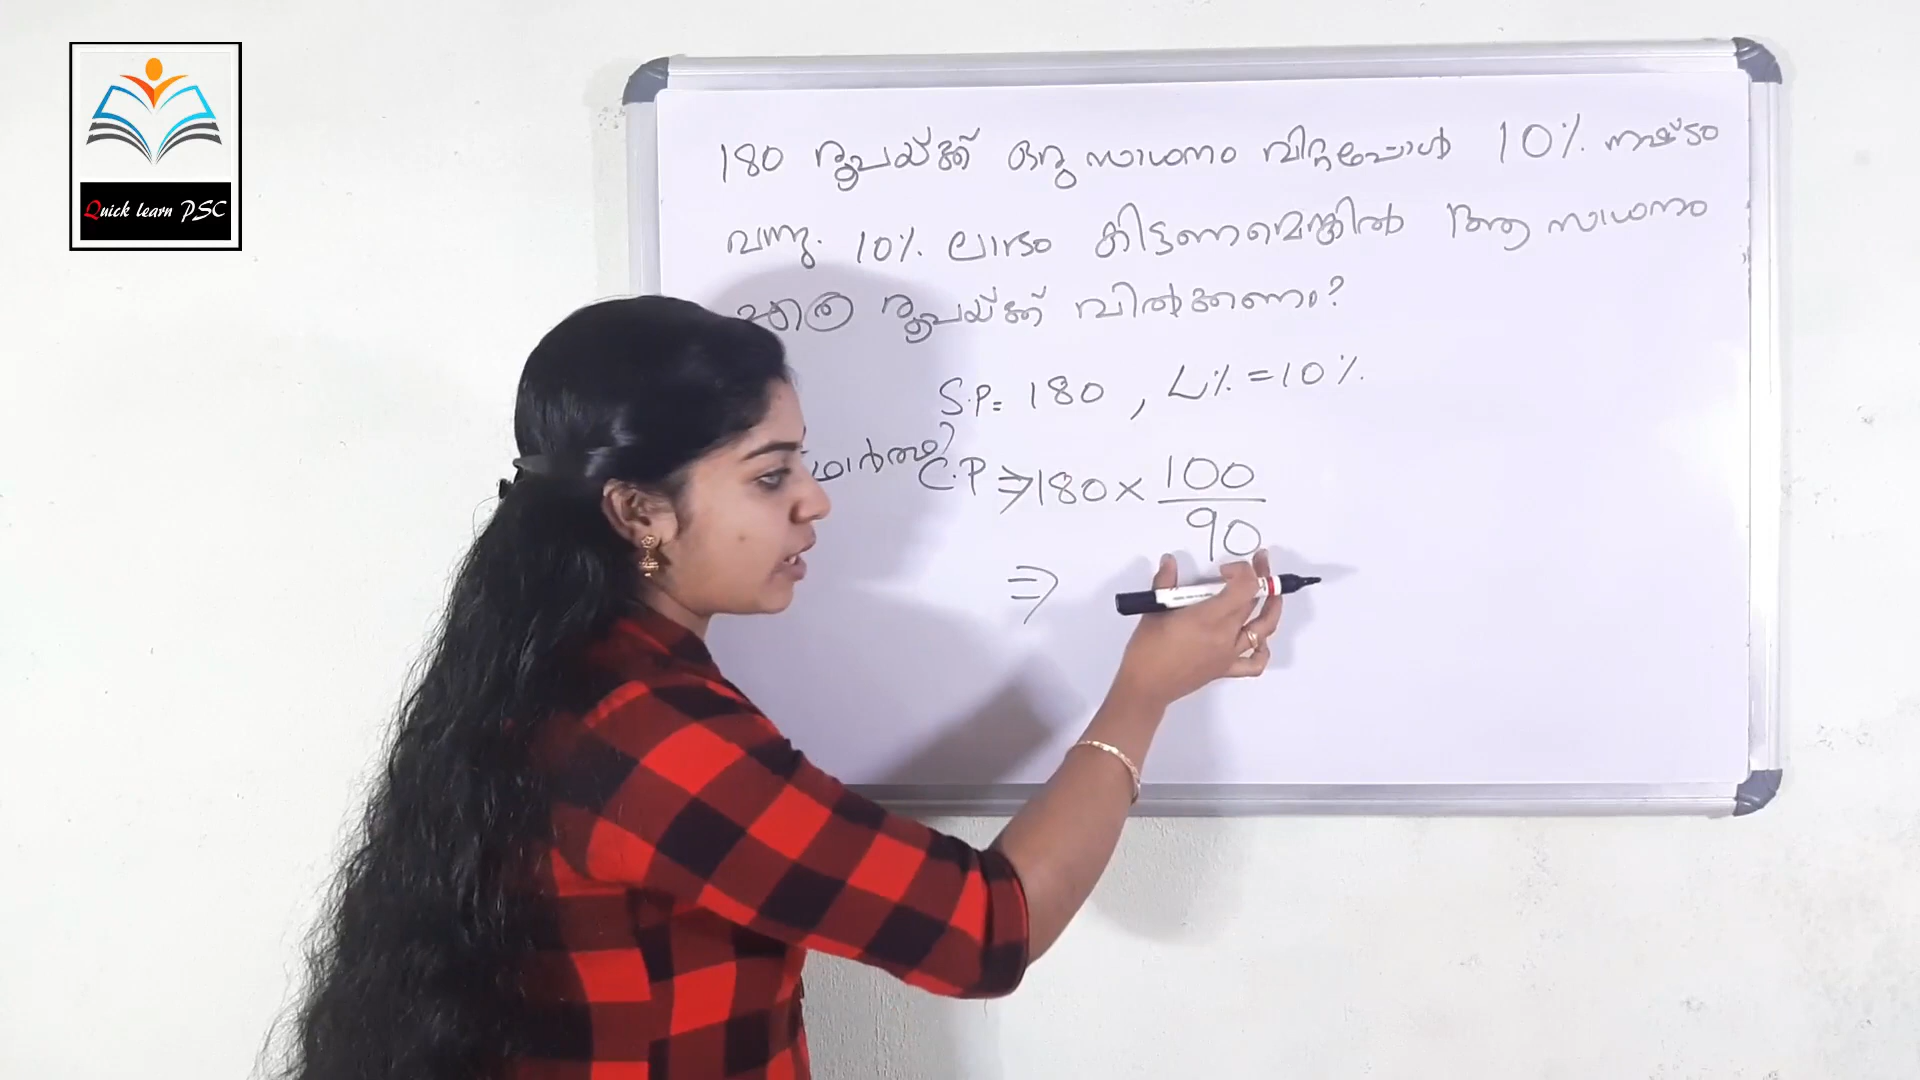 Quick learn PSC
180 രൂപയ്ക്ക് ഒരു സാധനം വിറ്റപ്പോൾ 10% നഷ്ടം
വന്നു. 10% ലാഭം കിട്ടണമെങ്കിൽ ആ സാധനം
എത്ര രൂപയ്ക്ക് വിൽക്കണം?
S.P = 180 , L% = 10%
C.P ⇒ 180 × 100/90
⇒